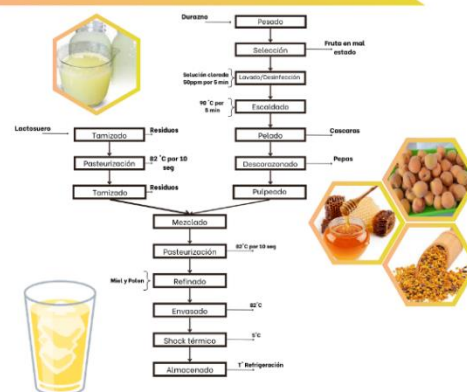 Durazno
Pesado
Selección
Fruta en mal
estado
Solución clorada
50ppm por 5 min
Lavado/Desinfección
90 °C por
5 min
Escaldado
Lactosuero
Tamizado
Residuos
Pelado
Cascaras
Pasteurización
82 °C por 10
seg
Descorazonado
Pepas
Tamizado
Residuos
Pulpeado
Mezclado
Pasteurización
82°C por 10 seg
Miel y Polen
Refinado
Envasado
82°C
Shock térmico
5°C
Almacenado
T° Refrigeración